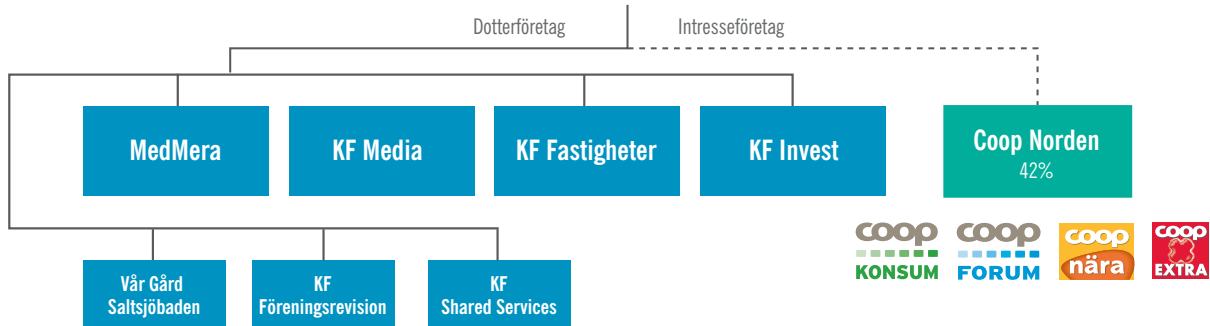 Dotterföretag
Intresseföretag
MedMera
KF Media
KF Fastigheter
KF Invest
Coop Norden
42%
coop
KONSUM
coop
FORUM
coop
nära
COOP
EXTRA
Vår Gård
Saltsjöbaden
KF
Föreningsrevision
KF
Shared Services